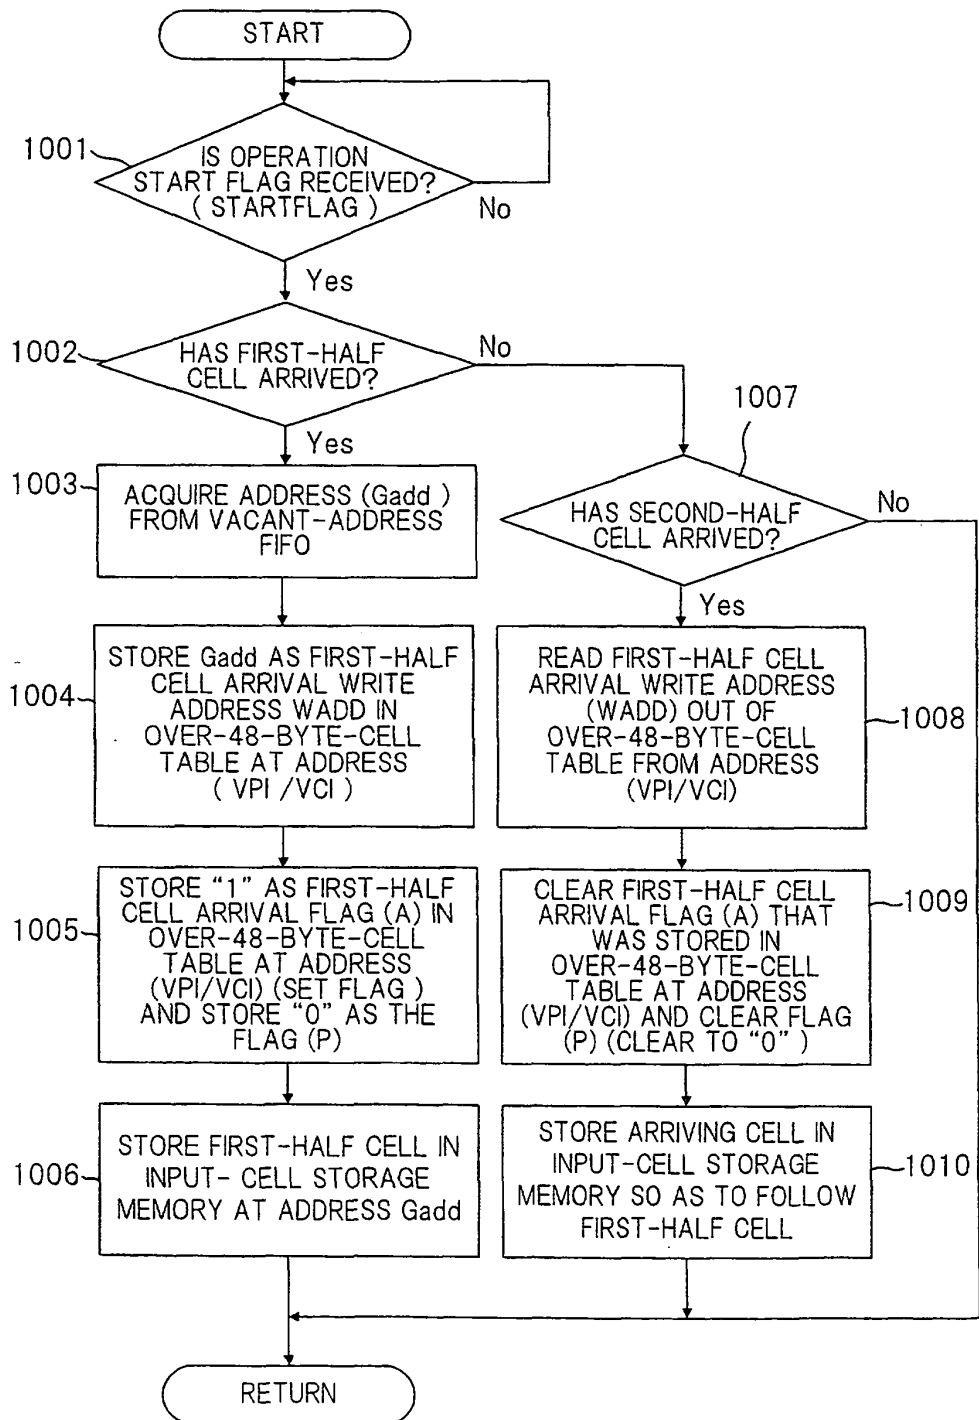 START
1001
IS OPERATION
START FLAG RECEIVED?
( STARTFLAG )
No
Yes
1002
HAS FIRST-HALF
CELL ARRIVED?
No
Yes
1003
ACQUIRE ADDRESS (Gadd )
FROM VACANT-ADDRESS
FIFO
1004
STORE Gadd AS FIRST-HALF
CELL ARRIVAL WRITE
ADDRESS WADD IN
OVER-48-BYTE-CELL
TABLE AT ADDRESS
( VPI /VCI )
1005
STORE “1” AS FIRST-HALF
CELL ARRIVAL FLAG (A) IN
OVER-48-BYTE-CELL
TABLE AT ADDRESS
(VPI/VCI) (SET FLAG )
AND STORE “0” AS THE
FLAG (P)
1006
STORE FIRST-HALF CELL IN
INPUT- CELL STORAGE
MEMORY AT ADDRESS Gadd
1007
HAS SECOND-HALF
CELL ARRIVED?
No
Yes
READ FIRST-HALF CELL
ARRIVAL WRITE ADDRESS
(WADD) OUT OF
OVER-48-BYTE-CELL
TABLE FROM ADDRESS
(VPI/VCI)
1008
CLEAR FIRST-HALF CELL
ARRIVAL FLAG (A) THAT
WAS STORED IN
OVER-48-BYTE-CELL
TABLE AT ADDRESS
(VPI/VCI) AND CLEAR FLAG
(P) (CLEAR TO “0” )
1009
STORE ARRIVING CELL IN
INPUT-CELL STORAGE
MEMORY SO AS TO FOLLOW
FIRST-HALF CELL
1010
RETURN